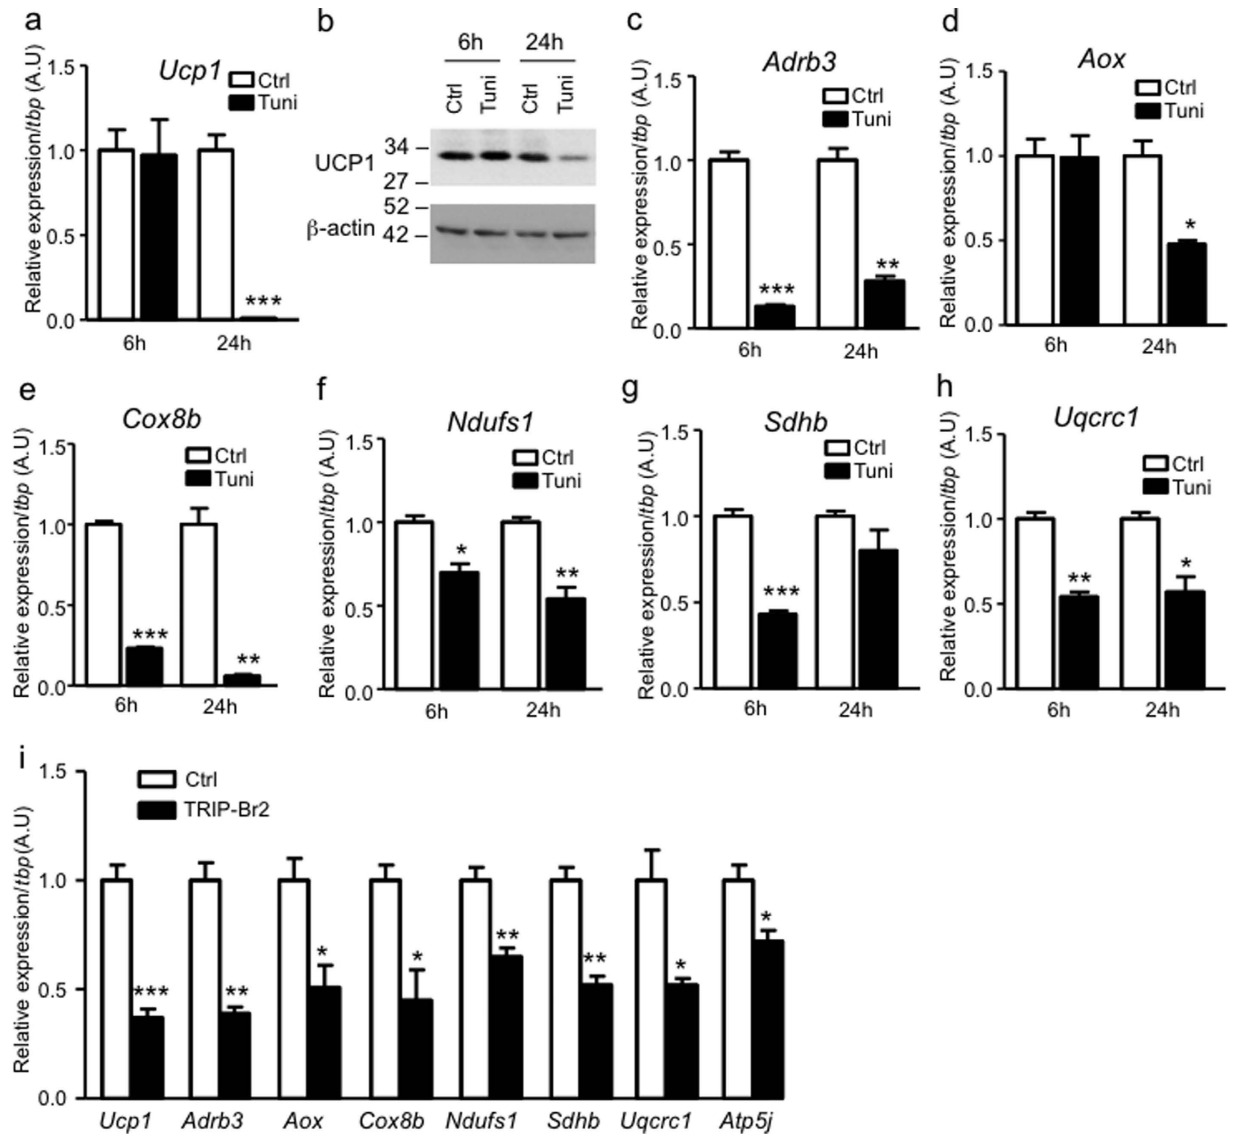 a
Ucp1
Ctrl
Tuni
Relative expression/tbp (A.U)
1.5
1.0
0.5
0.0
***
6h
24h
b
6h
24h
Ctrl
Tuni
Ctrl
Tuni
UCP1
34
27
β-actin
52
42
c
Adrb3
Ctrl
Tuni
Relative expression/tbp (A.U)
1.5
1.0
0.5
0.0
***
**
6h
24h
d
Aox
Ctrl
Tuni
Relative expression/tbp (A.U)
1.5
1.0
0.5
0.0
*
6h
24h
e
Cox8b
Ctrl
Tuni
Relative expression/tbp (A.U)
1.5
1.0
0.5
0.0
***
**
6h
24h
f
Ndufs1
Ctrl
Tuni
Relative expression/tbp (A.U)
1.5
1.0
0.5
0.0
*
**
6h
24h
g
Sdhb
Ctrl
Tuni
Relative expression/tbp (A.U)
1.5
1.0
0.5
0.0
***
6h
24h
h
Uqcrc1
Ctrl
Tuni
Relative expression/tbp (A.U)
1.5
1.0
0.5
0.0
**
*
6h
24h
i
Ctrl
TRIP-Br2
Relative expression/tbp(A.U)
1.5
1.0
0.5
0.0
*** ** * * ** ** * *
Ucp1 Adrb3 Aox Cox8b Ndufs1 Sdhb Uqcrc1 Atp5j